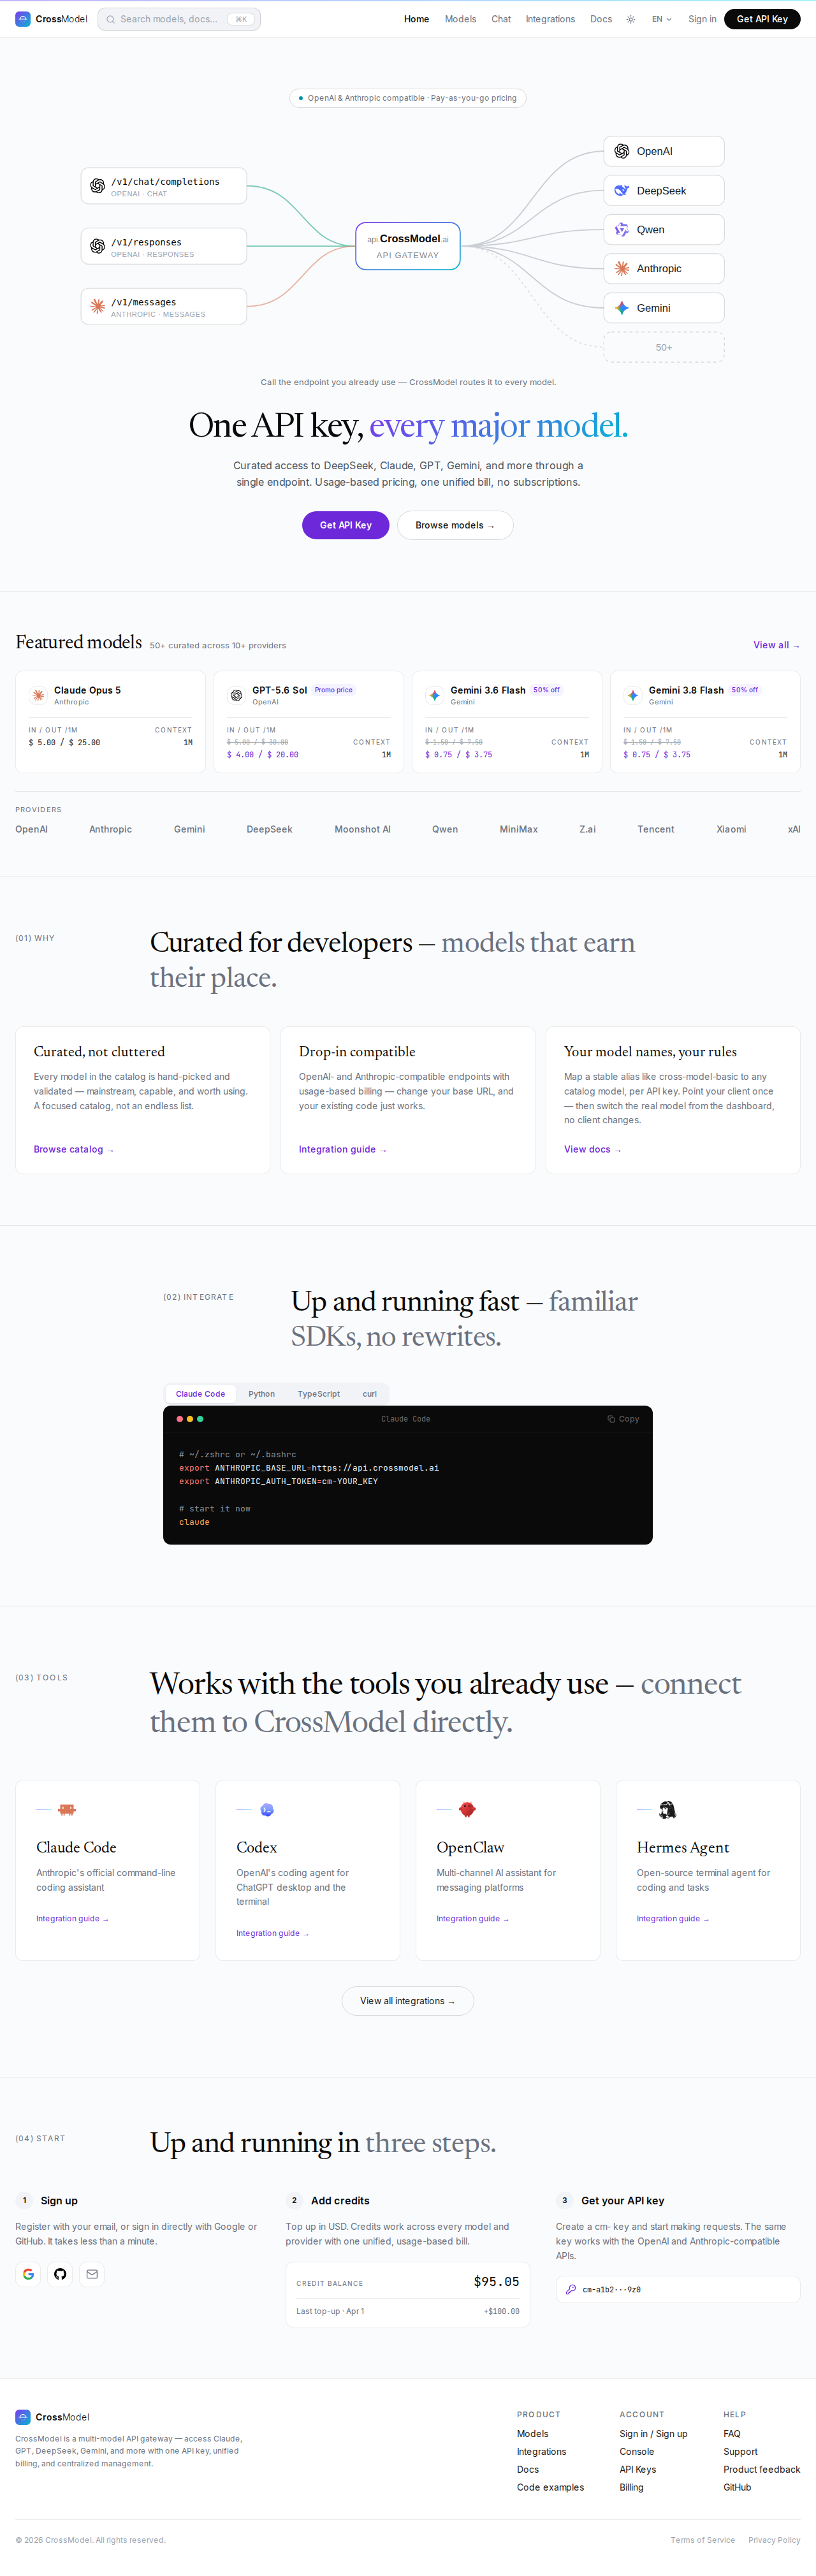 CrossModel
Search models, docs... ⌘K
Home Models Chat Integrations Docs EN Sign in Get API Key
OpenAI & Anthropic compatible · Pay-as-you-go pricing
/v1/chat/completions
OPENAI · CHAT
/v1/responses
OPENAI · RESPONSES
/v1/messages
ANTHROPIC · MESSAGES
api.CrossModel.ai
API GATEWAY
OpenAI
DeepSeek
Qwen
Anthropic
Gemini
50+
Call the endpoint you already use — CrossModel routes it to every model.
One API key, every major model.
Curated access to DeepSeek, Claude, GPT, Gemini, and more through a
single endpoint. Usage-based pricing, one unified bill, no subscriptions.
Get API Key
Browse models →
Featured models 50+ curated across 10+ providers
View all →
Claude Opus 5
Anthropic
IN / OUT /1M CONTEXT
$ 5.00 / $ 25.00 1M
GPT-5.6 Sol Promo price
OpenAI
IN / OUT /1M
$ 5.00 / $ 30.00 CONTEXT
$ 4.00 / $ 20.00 1M
Gemini 3.6 Flash 50% off
Gemini
IN / OUT /1M
$ 1.50 / $ 7.50 CONTEXT
$ 0.75 / $ 3.75 1M
Gemini 3.8 Flash 50% off
Gemini
IN / OUT /1M
$ 1.50 / $ 7.50 CONTEXT
$ 0.75 / $ 3.75 1M
PROVIDERS
OpenAI Anthropic Gemini DeepSeek Moonshot AI Qwen MiniMax Z.ai Tencent Xiaomi xAI
(01) WHY
Curated for developers — models that earn
their place.
Curated, not cluttered
Every model in the catalog is hand-picked and
validated — mainstream, capable, and worth using.
A focused catalog, not an endless list.
Browse catalog →
Drop-in compatible
OpenAI- and Anthropic-compatible endpoints with
usage-based billing — change your base URL, and
your existing code just works.
Integration guide →
Your model names, your rules
Map a stable alias like cross-model-basic to any
catalog model, per API key. Point your client once
— then switch the real model from the dashboard,
no client changes.
View docs →
(02) INTEGRATE
Up and running fast — familiar
SDKs, no rewrites.
Claude Code Python TypeScript curl
Claude Code
Copy
# ~/.zshrc or ~/.bashrc
export ANTHROPIC_BASE_URL=https://api.crossmodel.ai
export ANTHROPIC_AUTH_TOKEN=cm-YOUR_KEY
# start it now
claude
(03) TOOLS
Works with the tools you already use — connect
them to CrossModel directly.
Claude Code
Anthropic's official command-line
coding assistant
Integration guide →
Codex
OpenAI's coding agent for
ChatGPT desktop and the
terminal
Integration guide →
OpenClaw
Multi-channel AI assistant for
messaging platforms
Integration guide →
Hermes Agent
Open-source terminal agent for
coding and tasks
Integration guide →
View all integrations →
(04) START
Up and running in three steps.
1 Sign up
Register with your email, or sign in directly with Google or
GitHub. It takes less than a minute.
2 Add credits
Top up in USD. Credits work across every model and
provider with one unified, usage-based bill.
CREDIT BALANCE $95.05
Last top-up · Apr 1 +$100.00
3 Get your API key
Create a cm- key and start making requests. The same
key works with the OpenAI and Anthropic-compatible
APIs.
cm-a1b2···9z0
CrossModel
CrossModel is a multi-model API gateway — access Claude,
GPT, DeepSeek, Gemini, and more with one API key, unified
billing, and centralized management.
PRODUCT
Models
Integrations
Docs
Code examples
ACCOUNT
Sign in / Sign up
Console
API Keys
Billing
HELP
FAQ
Support
Product feedback
GitHub
© 2026 CrossModel. All rights reserved.
Terms of Service Privacy Policy